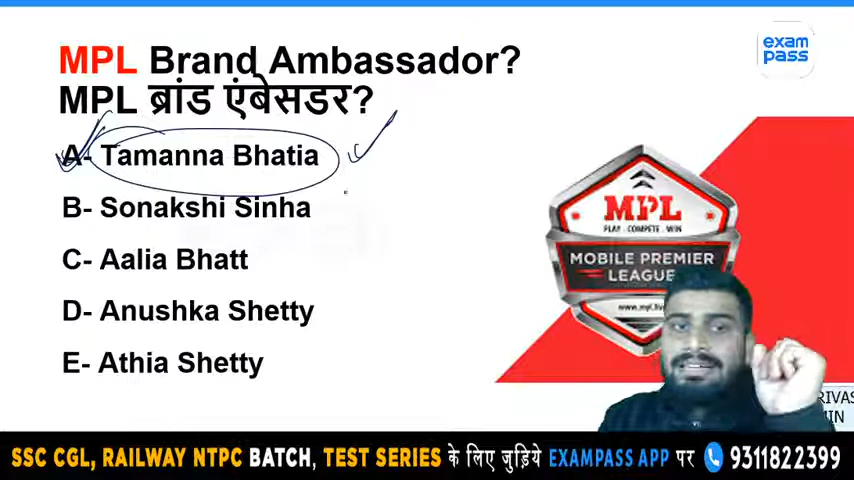 MPL Brand Ambassador?
MPL ब्रांड एंबेसडर?
A- Tamanna Bhatia
B- Sonakshi Sinha
C- Aalia Bhatt
D- Anushka Shetty
E- Athia Shetty
exam
pass
MPL
PLAY · COMPETE · WIN
MOBILE PREMIER
LEAGUE
SSC CGL, RAILWAY NTPC BATCH, TEST SERIES के लिए जुड़िये EXAMPASS APP पर 9311822399